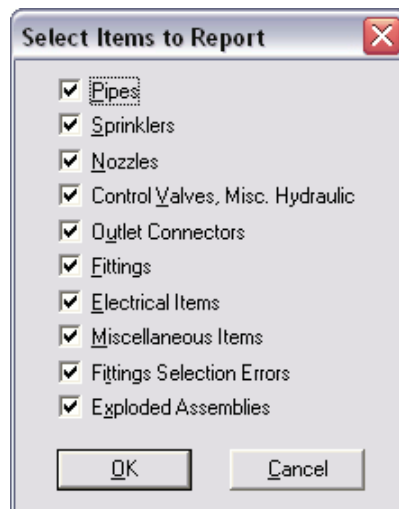 Select Items to Report
Pipes
Sprinklers
Nozzles
Control Valves, Misc. Hydraulic
Outlet Connectors
Fittings
Electrical Items
Miscellaneous Items
Fittings Selection Errors
Exploded Assemblies
OK Cancel